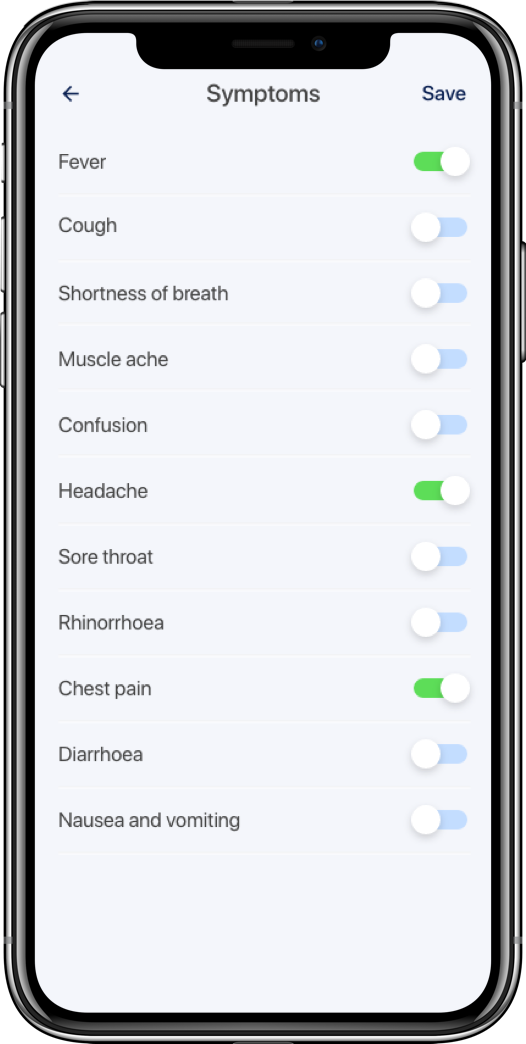 Symptoms Save
Fever
Cough
Shortness of breath
Muscle ache
Confusion
Headache
Sore throat
Rhinorrhoea
Chest pain
Diarrhoea
Nausea and vomiting